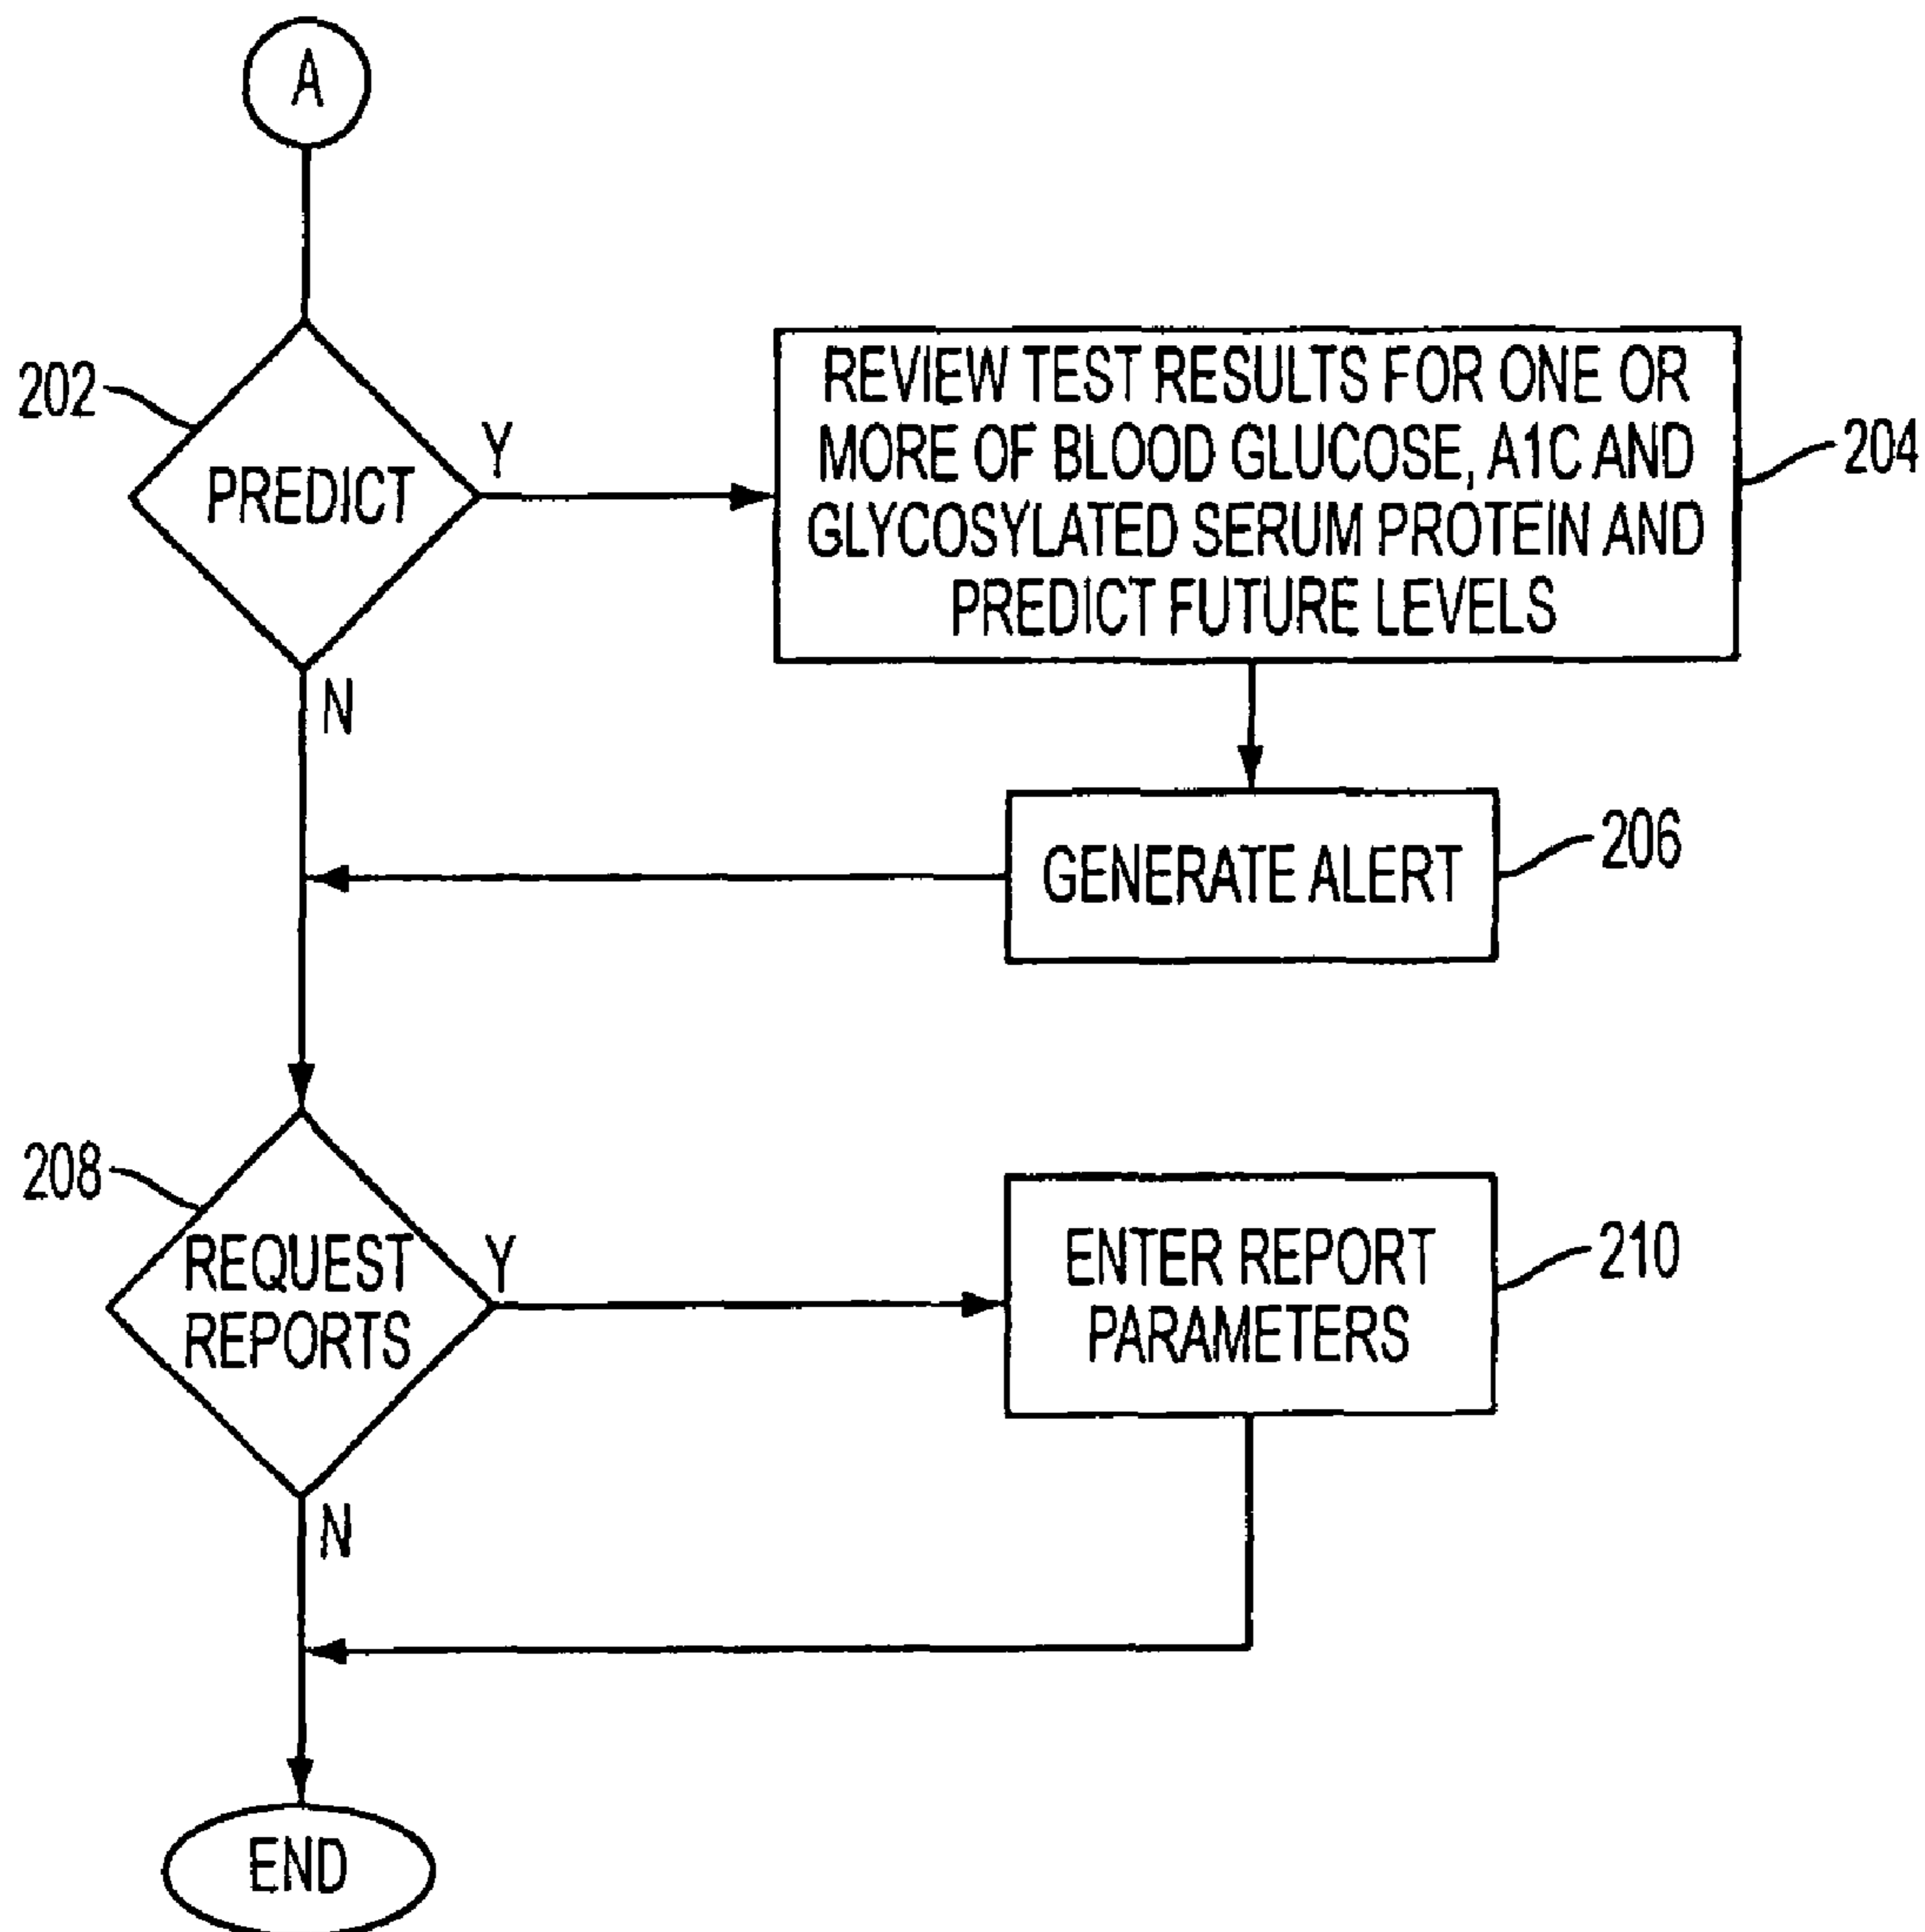 A
202
PREDICT
Y
N
REVIEW TEST RESULTS FOR ONE OR
MORE OF BLOOD GLUCOSE, A1C AND
GLYCOSYLATED SERUM PROTEIN AND
PREDICT FUTURE LEVELS
204
GENERATE ALERT
206
208
REQUEST
REPORTS
Y
N
ENTER REPORT
PARAMETERS
210
END